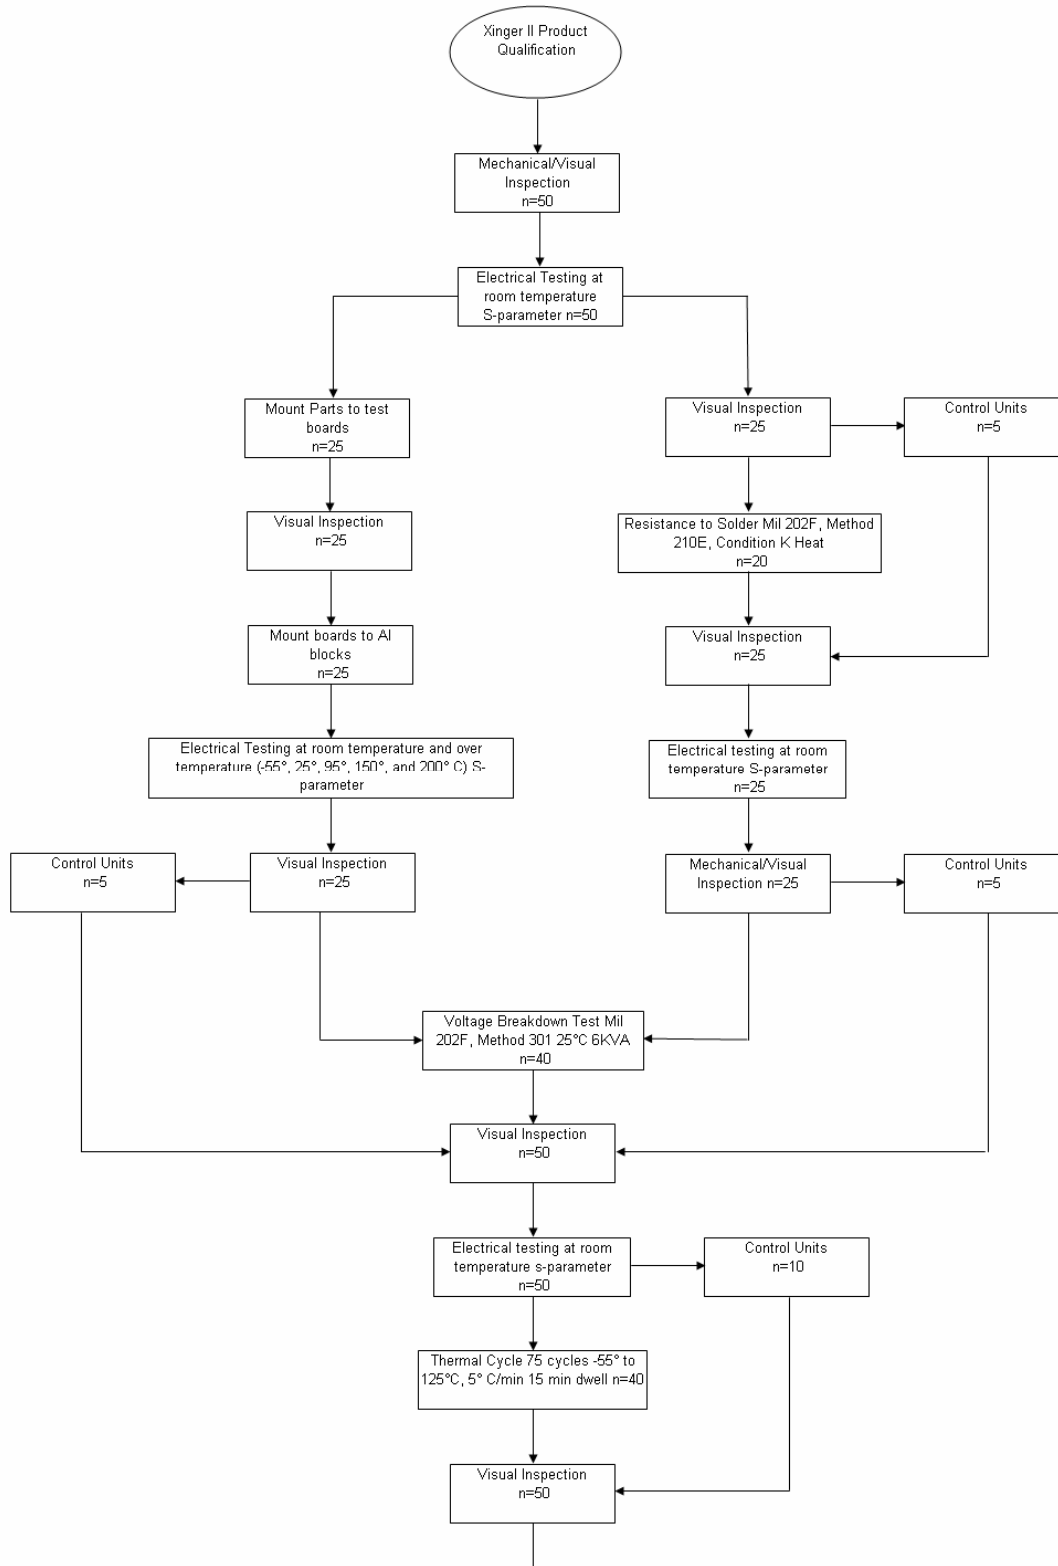 Xinger II Product
Qualification
Mechanical/Visual
Inspection
n=50
Electrical Testing at
room temperature
S-parameter n=50
Mount Parts to test
boards
n=25
Visual Inspection
n=25
Control Units
n=5
Visual Inspection
n=25
Resistance to Solder Mil 202F, Method
210E, Condition K Heat
n=20
Mount boards to Al
blocks
n=25
Visual Inspection
n=25
Electrical Testing at room temperature and over
temperature (-55°, 25°, 95°, 150°, and 200° C) S-
parameter
Electrical testing at room
temperature S-parameter
n=25
Control Units
n=5
Visual Inspection
n=25
Mechanical/Visual
Inspection n=25
Control Units
n=5
Voltage Breakdown Test Mil
202F, Method 301 25°C 6KVA
n=40
Visual Inspection
n=50
Electrical testing at room
temperature s-parameter
n=50
Control Units
n=10
Thermal Cycle 75 cycles -55° to
125°C, 5° C/min 15 min dwell n=40
Visual Inspection
n=50